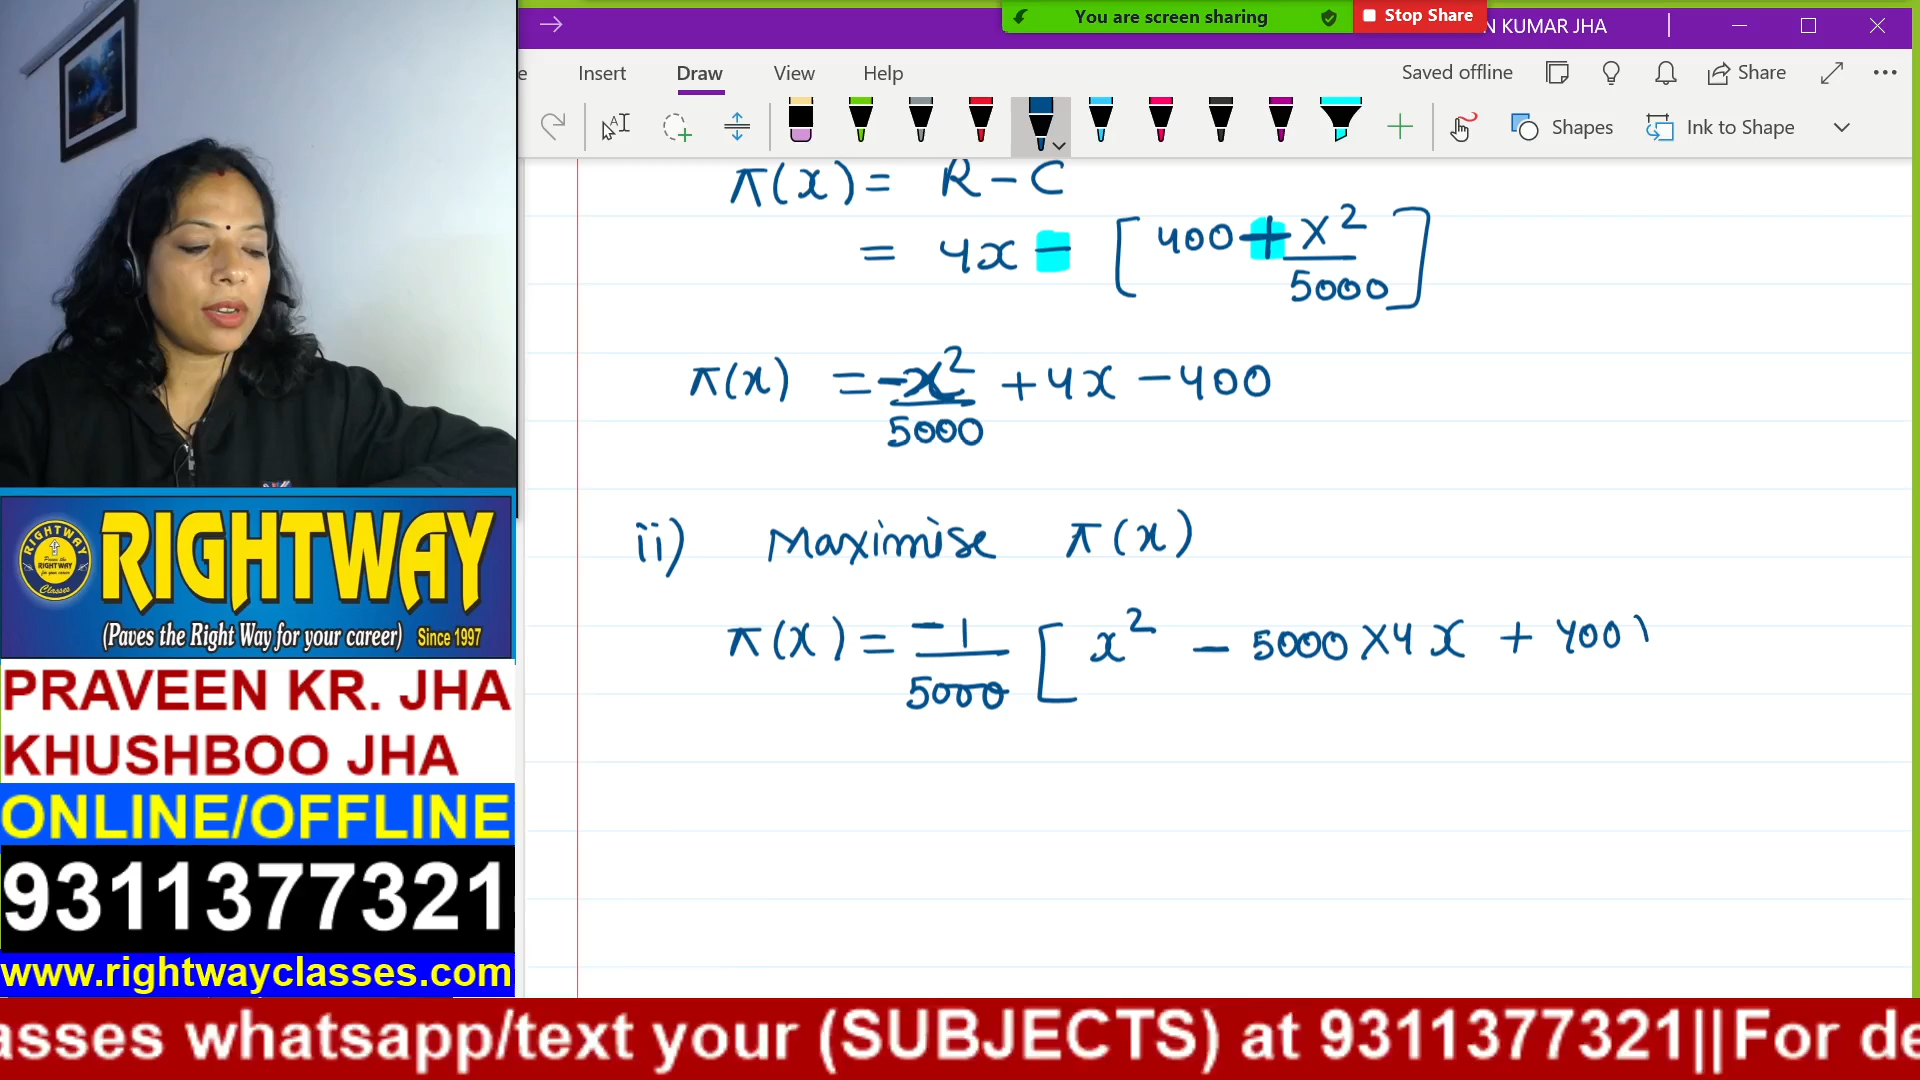 You are screen sharing
Stop Share
N KUMAR JHA
Insert Draw View Help
Saved offline
Share
Shapes
Ink to Shape
π(x) = R - C
= 4x - [400 + x²/5000]
π(x) = -x²/5000 + 4x - 400
ii) Maximise π(x)
π(x) = -1/5000 [x² - 5000 x 4x + 400
RIGHTWAY
Classes
RIGHTWAY
(Paves the Right Way for your career) Since 1997
PRAVEEN KR. JHA
KHUSHBOO JHA
ONLINE/OFFLINE
9311377321
www.rightwayclasses.com
asses whatsapp/text your (SUBJECTS) at 9311377321||For de